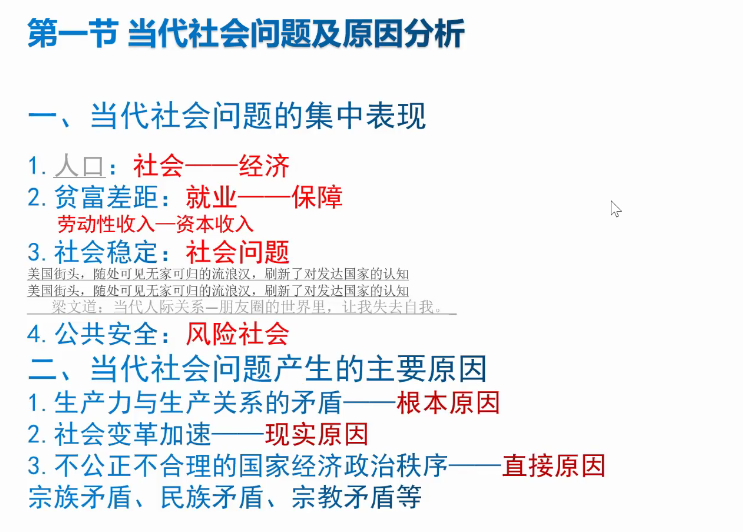 第一节 当代社会问题及原因分析
一、当代社会问题的集中表现
1.人口：社会——经济
2.贫富差距：就业——保障
劳动性收入—资本收入
3.社会稳定：社会问题
美国街头，随处可见无家可归的流浪汉，刷新了对发达国家的认知
美国街头，随处可见无家可归的流浪汉，刷新了对发达国家的认知
梁文道：当代人际关系—朋友圈的世界里，让我失去自我。
4.公共安全：风险社会
二、当代社会问题产生的主要原因
1.生产力与生产关系的矛盾——根本原因
2.社会变革加速——现实原因
3.不公正不合理的国家经济政治秩序——直接原因
宗族矛盾、民族矛盾、宗教矛盾等